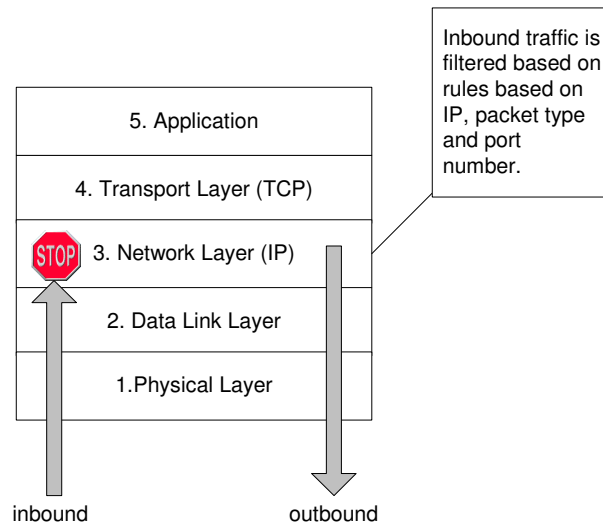 Inbound traffic is
filtered based on
rules based on
IP, packet type
and port
number.
5. Application
4. Transport Layer (TCP)
STOP
3. Network Layer (IP)
2. Data Link Layer
1.Physical Layer
inbound
outbound